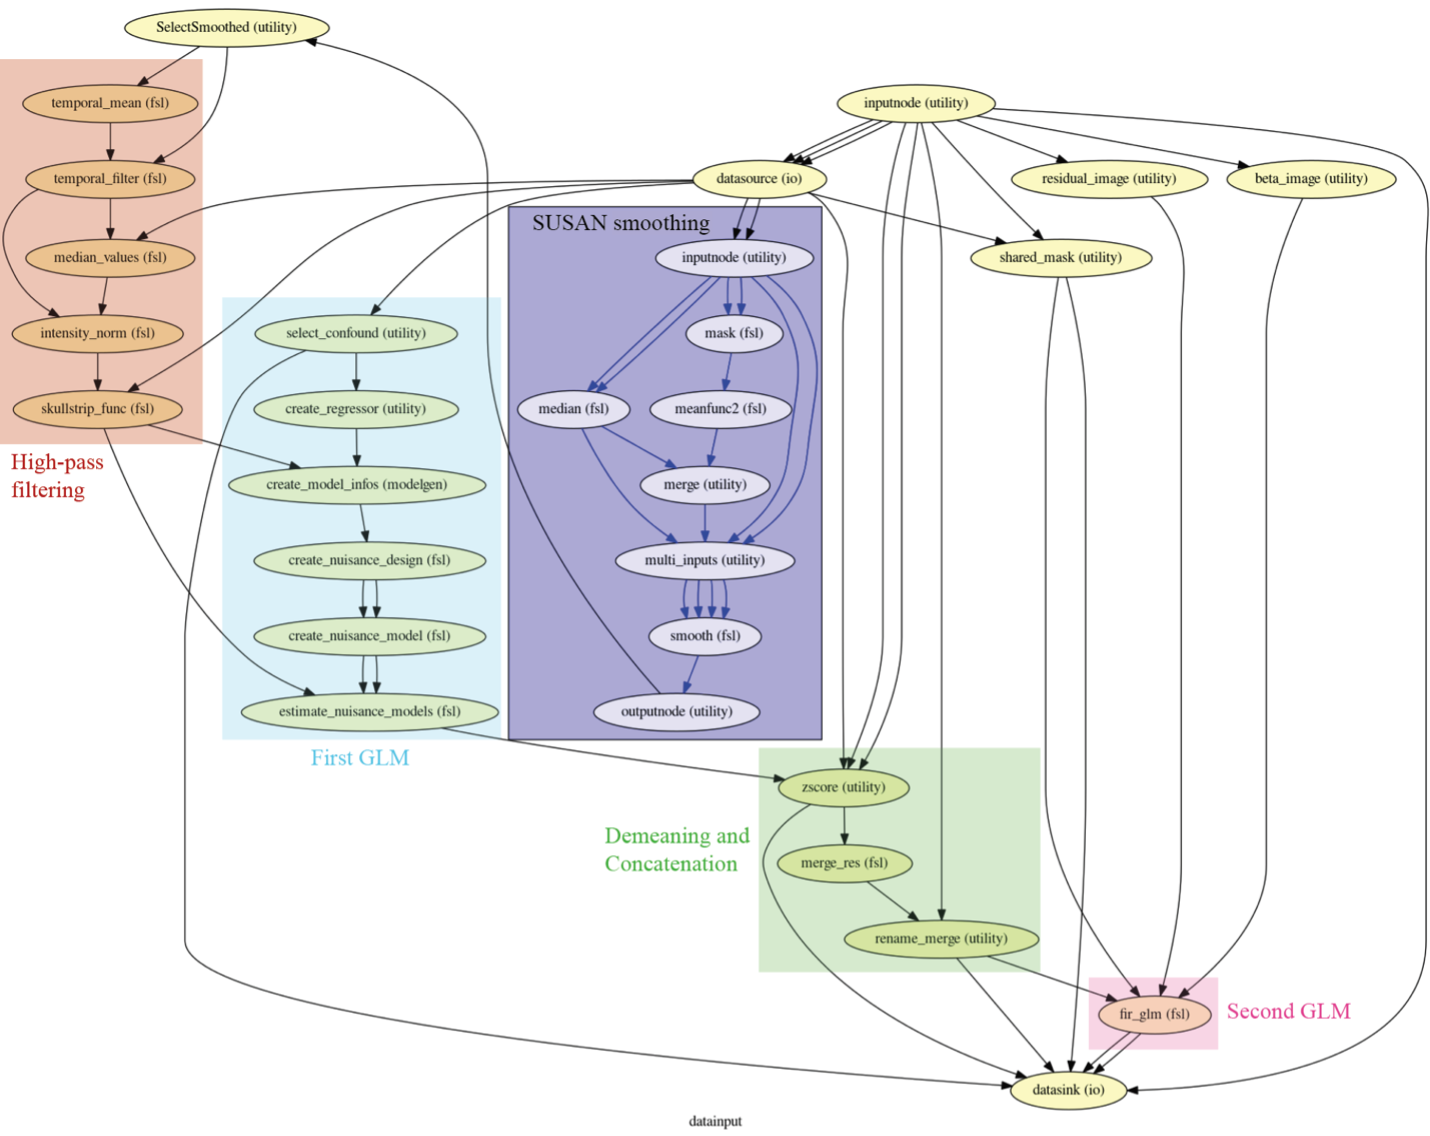 SelectSmoothed (utility)
temporal_mean (fsl)
inputnode (utility)
temporal_filter (fsl)
datasource (io)
residual_image (utility)
beta_image (utility)
SUSAN smoothing
median_values (fsl)
inputnode (utility)
shared_mask (utility)
intensity_norm (fsl)
select_confound (utility)
mask (fsl)
skullstrip_func (fsl)
create_regressor (utility)
median (fsl)
meanfunc2 (fsl)
High-pass
filtering
create_model_infos (modelgen)
merge (utility)
create_nuisance_design (fsl)
multi_inputs (utility)
create_nuisance_model (fsl)
smooth (fsl)
estimate_nuisance_models (fsl)
outputnode (utility)
First GLM
zscore (utility)
Demeaning and
Concatenation
merge_res (fsl)
rename_merge (utility)
fir_glm (fsl)
Second GLM
datasink (io)
datainput